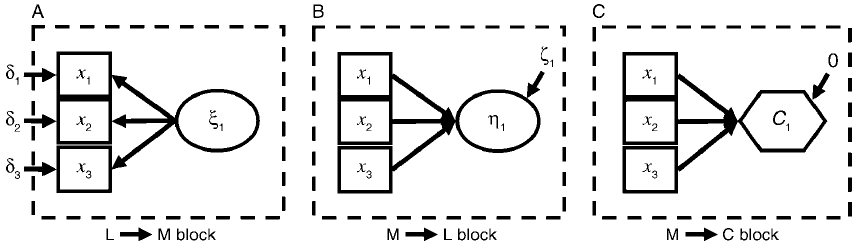 A B C
δ1 x1 x1 ζ1 x1 0
δ2 x2 ξ1 x2 η1 x2 C1
δ3 x3 x3 x3
L → M block M → L block M → C block